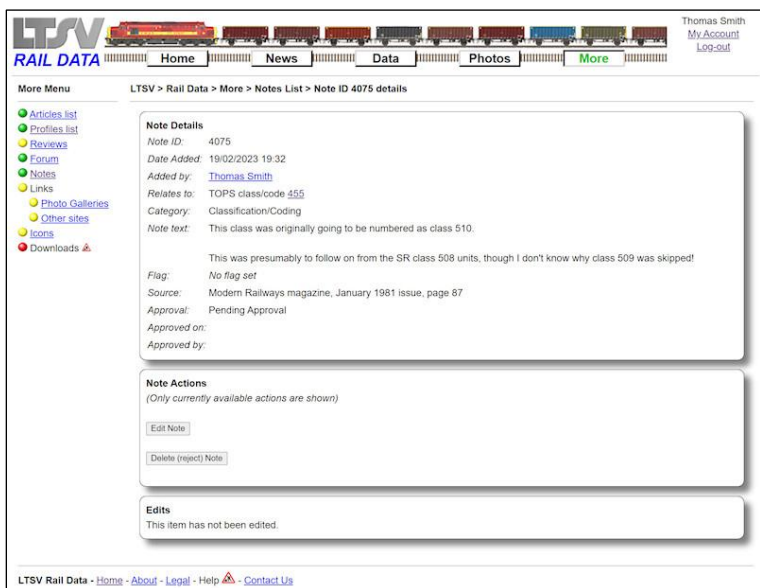 LTSV
RAIL DATA
Home
News
Data
Photos
More
Thomas Smith
My Account
Log-out
More Menu
Articles list
Profiles list
Reviews
Forum
Notes
Links
Photo Galleries
Other sites
Icons
Downloads
LTSV > Rail Data > More > Notes List > Note ID 4075 details
Note Details
Note ID: 4075
Date Added: 19/02/2023 19:32
Added by: Thomas Smith
Relates to: TOPS class/code 455
Category: Classification/Coding
Note text: This class was originally going to be numbered as class 510.
This was presumably to follow on from the SR class 508 units, though I don't know why class 509 was skipped!
Flag: No flag set
Source: Modern Railways magazine, January 1981 issue, page 87
Approval: Pending Approval
Approved on:
Approved by:
Note Actions
(Only currently available actions are shown)
Edit Note
Delete (reject) Note
Edits
This item has not been edited.
LTSV Rail Data - Home - About - Legal - Help - Contact Us